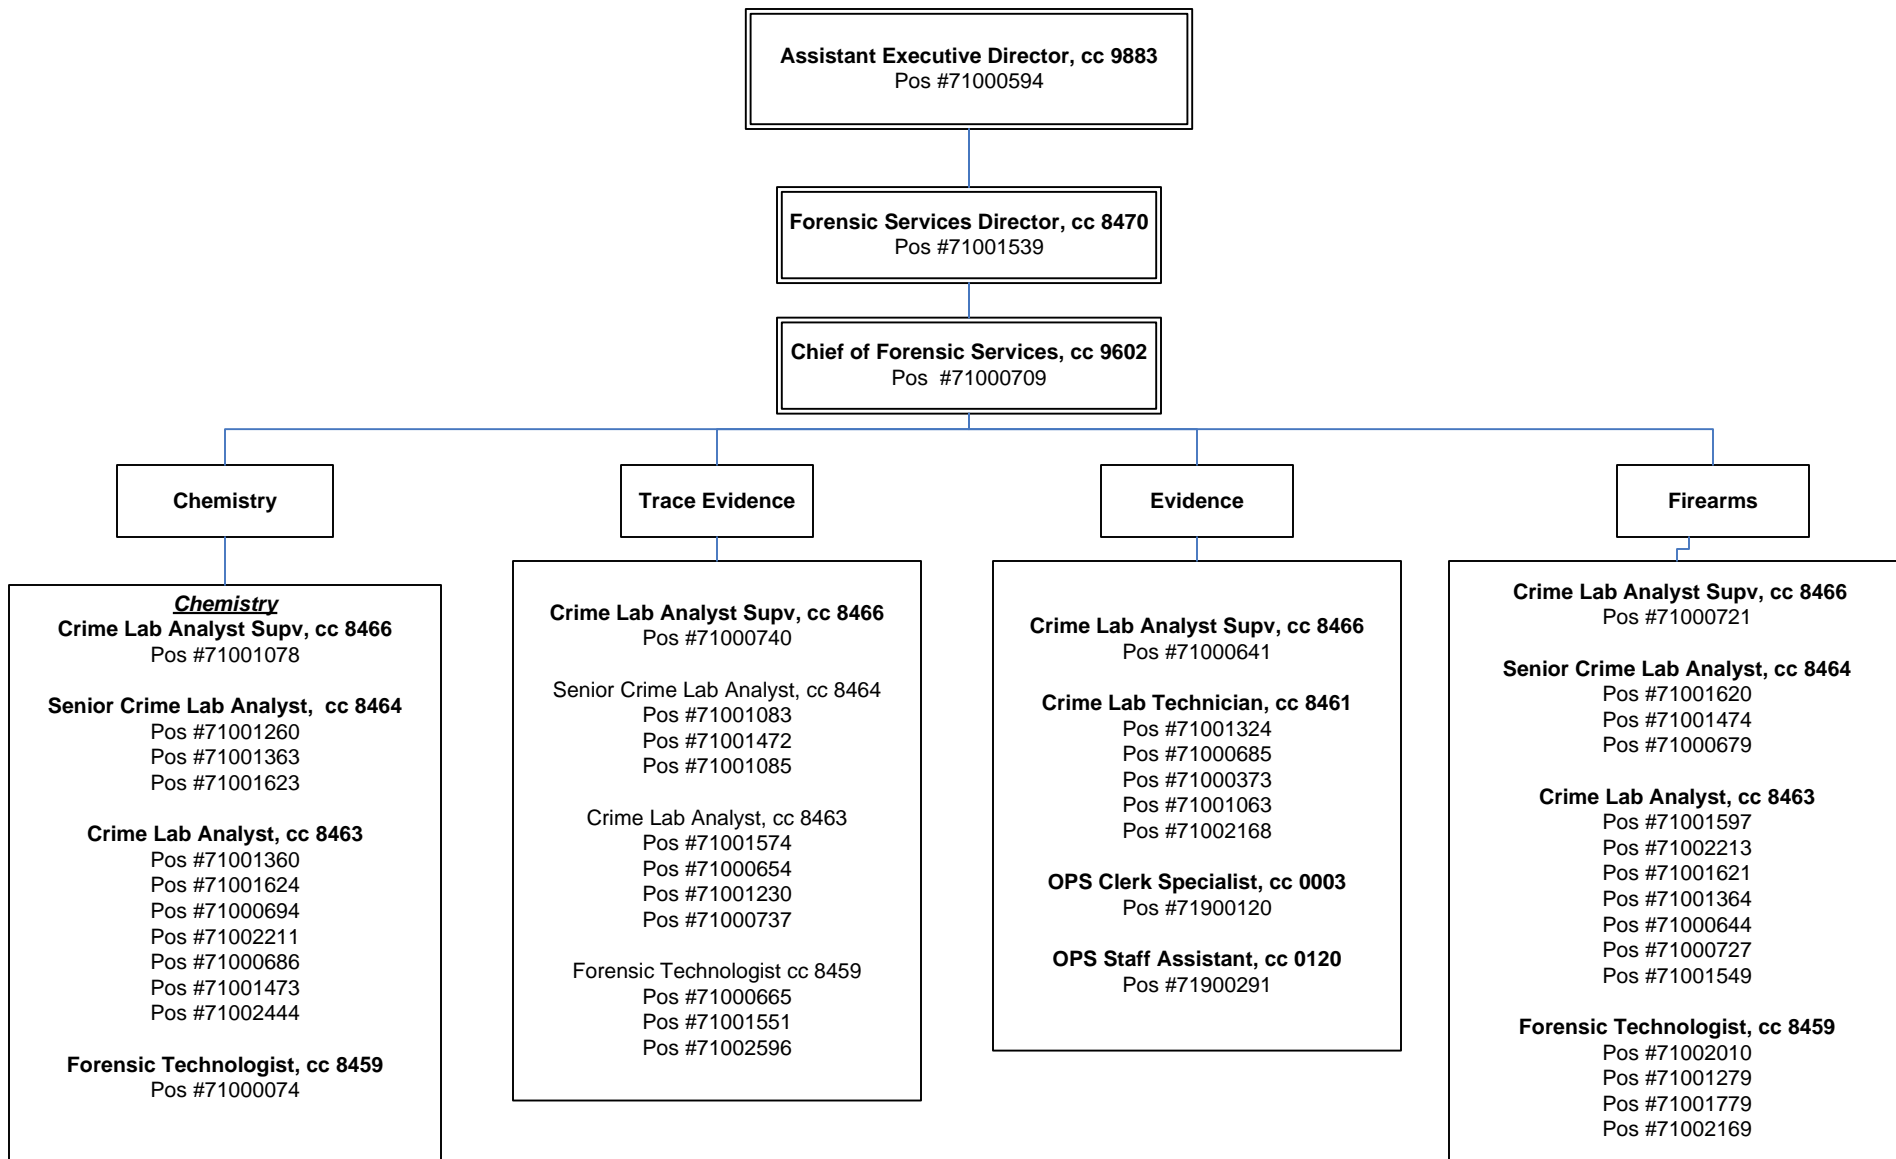 Assistant Executive Director, cc 9883
Pos #71000594
Forensic Services Director, cc 8470
Pos #71001539
Chief of Forensic Services, cc 9602
Pos #71000709
Chemistry
Trace Evidence
Evidence
Firearms
Chemistry
Crime Lab Analyst Supv, cc 8466
Pos #71001078
Senior Crime Lab Analyst, cc 8464
Pos #71001260
Pos #71001363
Pos #71001623
Crime Lab Analyst, cc 8463
Pos #71001360
Pos #71001624
Pos #71000694
Pos #71002211
Pos #71000686
Pos #71001473
Pos #71002444
Forensic Technologist, cc 8459
Pos #71000074
Crime Lab Analyst Supv, cc 8466
Pos #71000740
Senior Crime Lab Analyst, cc 8464
Pos #71001083
Pos #71001472
Pos #71001085
Crime Lab Analyst, cc 8463
Pos #71001574
Pos #71000654
Pos #71001230
Pos #71000737
Forensic Technologist cc 8459
Pos #71000665
Pos #71001551
Pos #71002596
Crime Lab Analyst Supv, cc 8466
Pos #71000641
Crime Lab Technician, cc 8461
Pos #71001324
Pos #71000685
Pos #71000373
Pos #71001063
Pos #71002168
OPS Clerk Specialist, cc 0003
Pos #71900120
OPS Staff Assistant, cc 0120
Pos #71900291
Crime Lab Analyst Supv, cc 8466
Pos #71000721
Senior Crime Lab Analyst, cc 8464
Pos #71001620
Pos #71001474
Pos #71000679
Crime Lab Analyst, cc 8463
Pos #71001597
Pos #71002213
Pos #71001621
Pos #71001364
Pos #71000644
Pos #71000727
Pos #71001549
Forensic Technologist, cc 8459
Pos #71002010
Pos #71001279
Pos #71001779
Pos #71002169